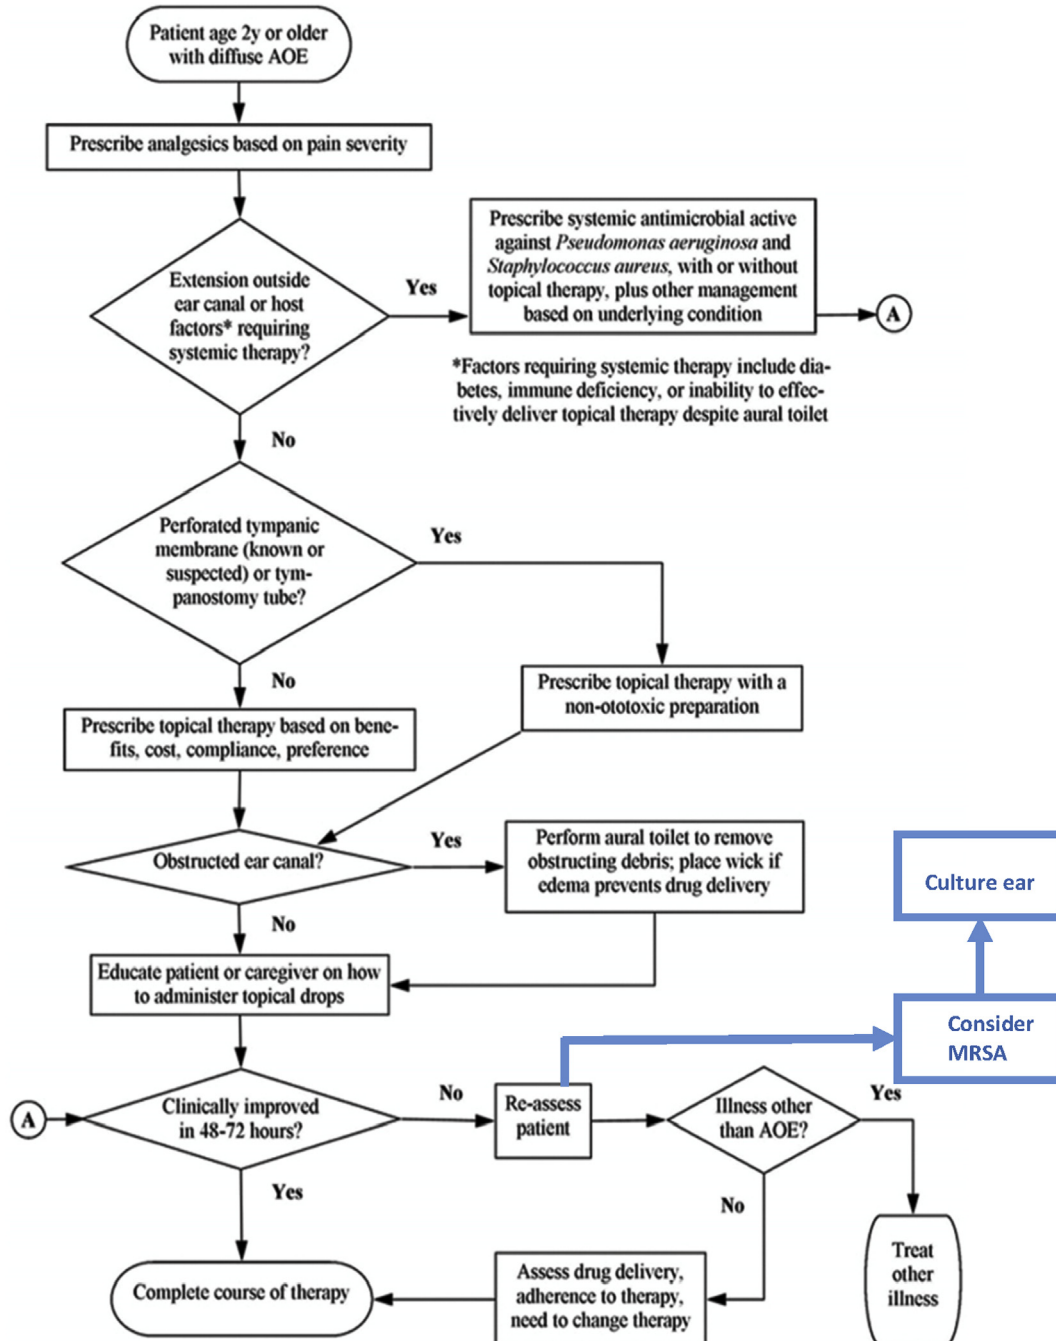 Patient age 2y or older
with diffuse AOE
Prescribe analgesics based on pain severity
Extension outside
ear canal or host
factors* requiring
systemic therapy?
Yes
Prescribe systemic antimicrobial active
against Pseudomonas aeruginosa and
Staphylococcus aureus, with or without
topical therapy, plus other management
based on underlying condition
A
*Factors requiring systemic therapy include dia-
betes, immune deficiency, or inability to effec-
tively deliver topical therapy despite aural toilet
No
Perforated tympanic
membrane (known or
suspected) or tym-
panostomy tube?
Yes
No
Prescribe topical therapy with a
non-ototoxic preparation
Prescribe topical therapy based on bene-
fits, cost, compliance, preference
Obstructed ear canal?
Yes
Perform aural toilet to remove
obstructing debris; place wick if
edema prevents drug delivery
Culture ear
No
Educate patient or caregiver on how
to administer topical drops
Consider
MRSA
A
Clinically improved
in 48-72 hours?
No
Re-assess
patient
Illness other
than AOE?
Yes
Yes
No
Treat
other
illness
Complete course of therapy
Assess drug delivery,
adherence to therapy,
need to change therapy